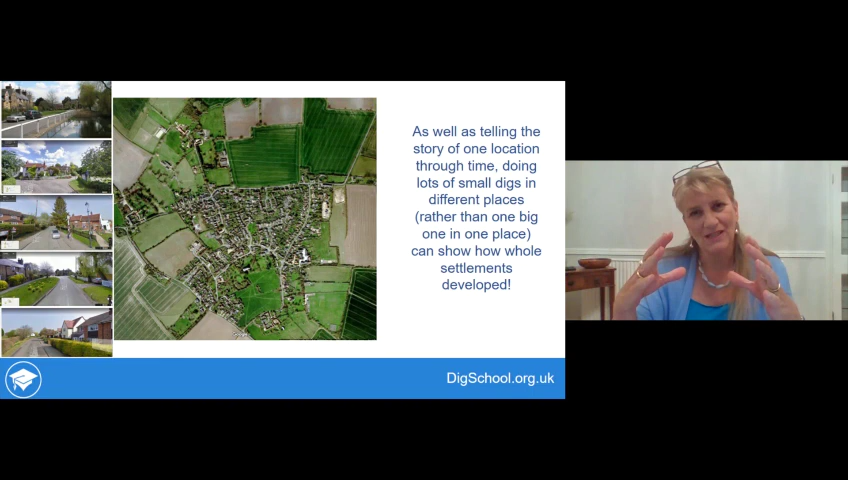 As well as telling the
story of one location
through time, doing
lots of small digs in
different places
(rather than one big
one in one place)
can show how whole
settlements
developed!
DigSchool.org.uk